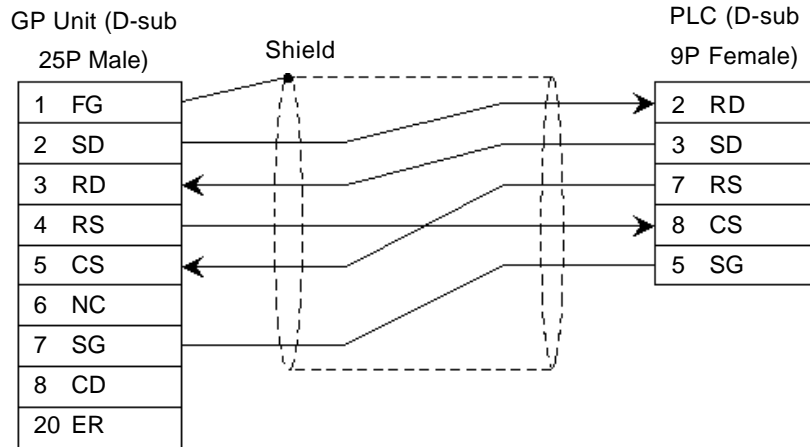 GP Unit (D-sub
25P Male)
Shield
PLC (D-sub
9P Female)
1 FG
2 SD
3 RD
4 RS
5 CS
6 NC
7 SG
8 CD
20 ER
2 RD
3 SD
7 RS
8 CS
5 SG